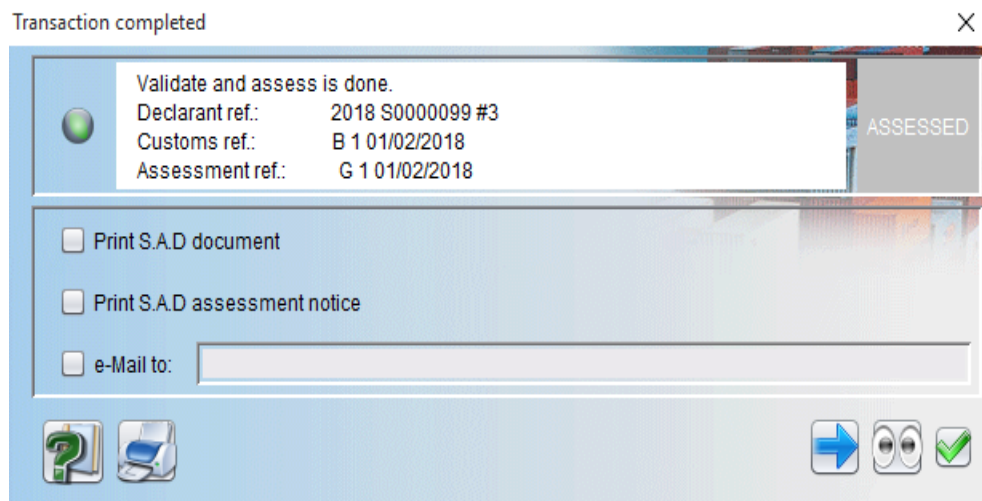 Transaction completed
Validate and assess is done.
Declarant ref.: 2018 S0000099 #3
Customs ref.: B 1 01/02/2018
Assessment ref.: G 1 01/02/2018
ASSESSED
Print S.A.D document
Print S.A.D assessment notice
e-Mail to: